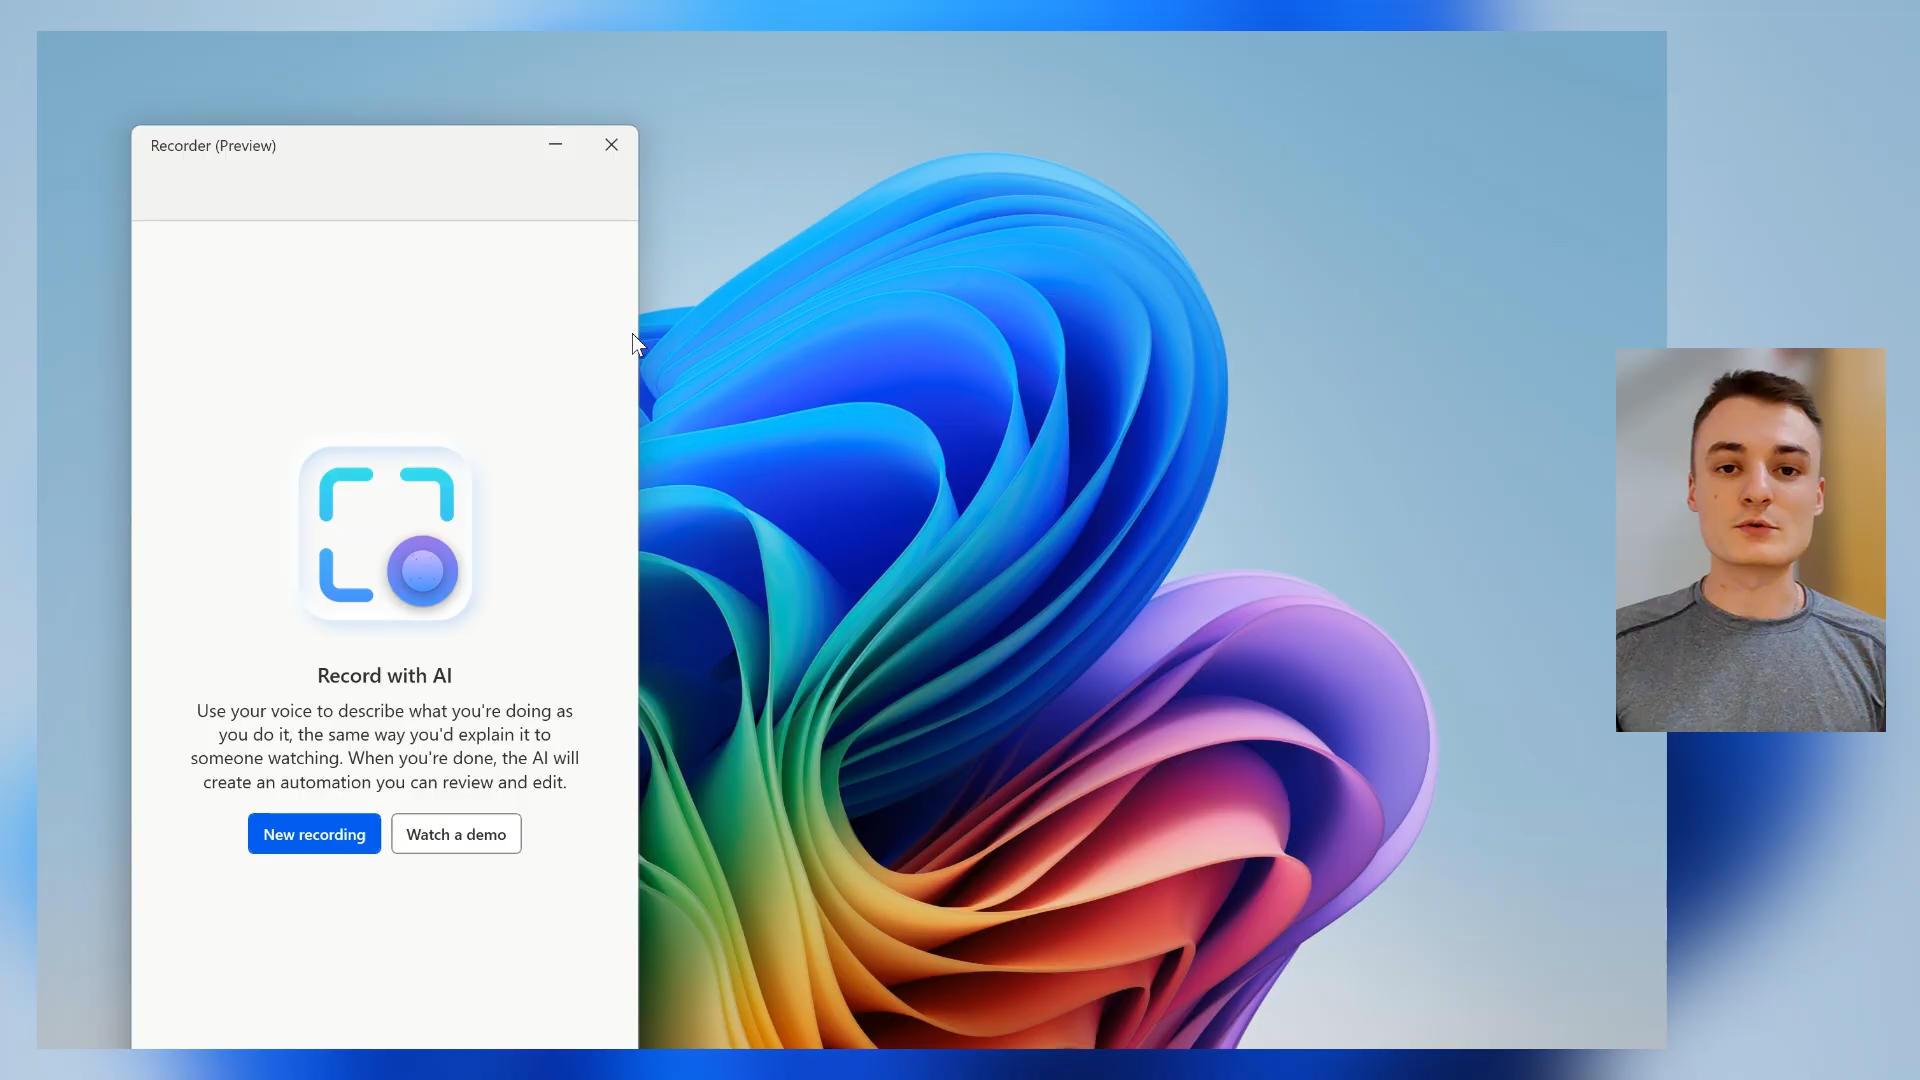 Recorder (Preview)
Record with AI
Use your voice to describe what you're doing as
you do it, the same way you'd explain it to
someone watching. When you're done, the AI will
create an automation you can review and edit.
New recording
Watch a demo